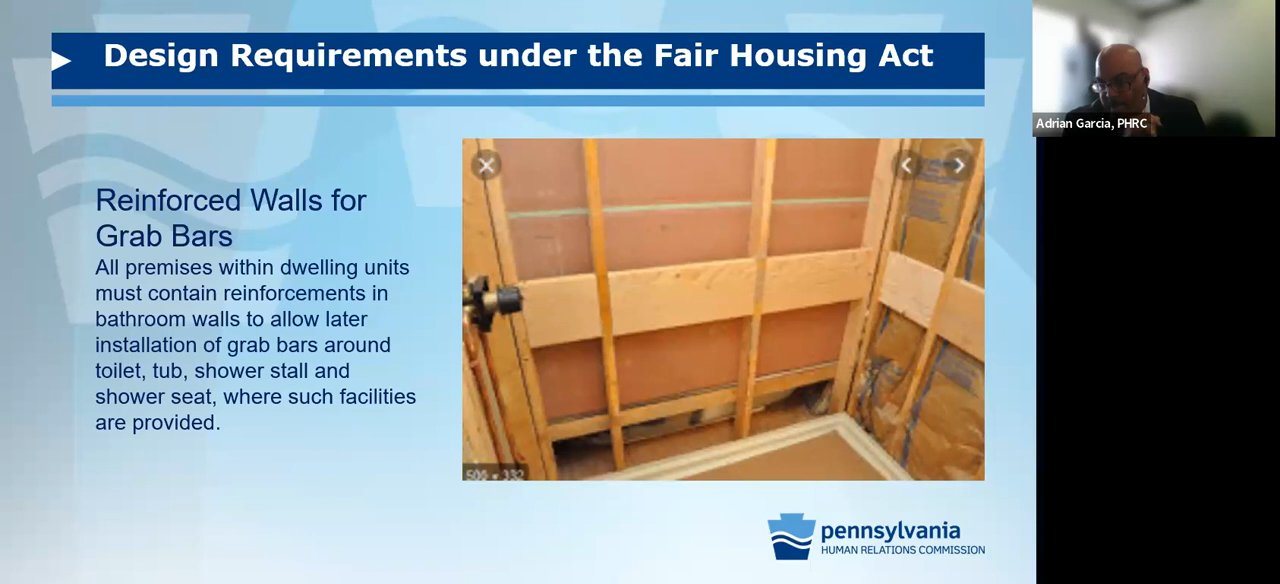 Design Requirements under the Fair Housing Act
Adrian Garcia, PHRC
Reinforced Walls for
Grab Bars
All premises within dwelling units
must contain reinforcements in
bathroom walls to allow later
installation of grab bars around
toilet, tub, shower stall and
shower seat, where such facilities
are provided.
pennsylvania
HUMAN RELATIONS COMMISSION